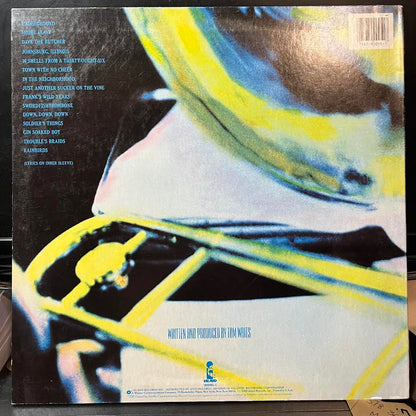 UNDERGROUND
SHORE LEAVE
DAVE THE BUTCHER
JOHNSBURG, ILLINOIS
16 SHELLS FROM A THIRTY-OUGHT-SIX
TOWN WITH NO CHEER
IN THE NEIGHBORHOOD
JUST ANOTHER SUCKER ON THE VINE
FRANK'S WILD YEARS
SWORDFISHTROMBONE
DOWN, DOWN, DOWN
SOLDIER'S THINGS
GIN SOAKED BOY
TROUBLE'S BRAIDS
RAINBIRDS
(LYRICS ON INNER SLEEVE)
WRITTEN AND PRODUCED BY TOM WAITS
ISLAND